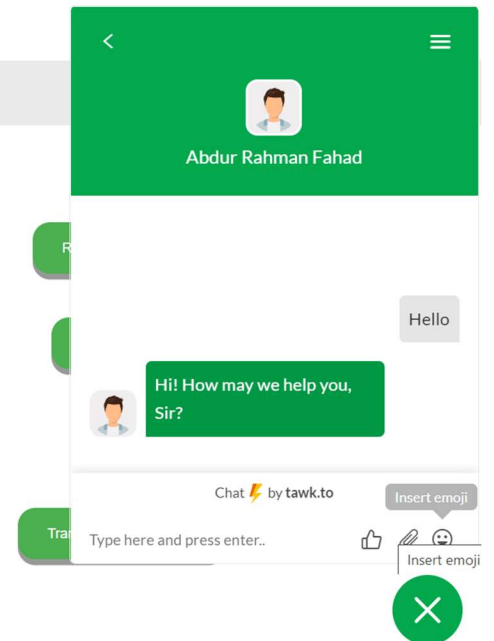 Abdur Rahman Fahad
Hello
Hi! How may we help you,
Sir?
Chat by tawk.to
Insert emoji
Type here and press enter..
Insert emoji